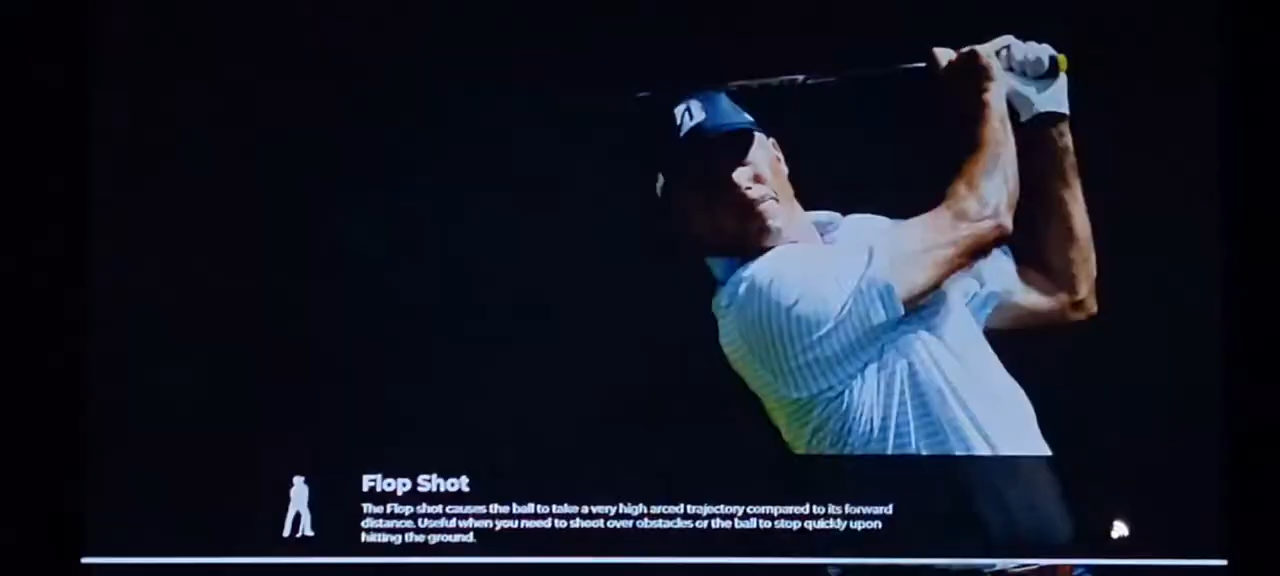 Flop Shot
The Flop shot causes the ball to take a very high arced trajectory compared to its forward
distance. Useful when you need to shoot over obstacles or the ball to stop quickly upon
hitting the ground.